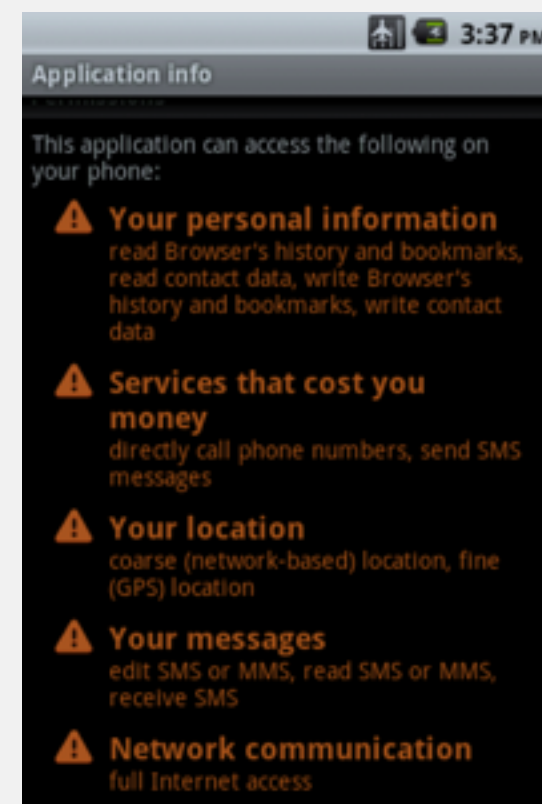 3:37 PM
Application info
Permissions
This application can access the following on
your phone:
Your personal information
read Browser's history and bookmarks,
read contact data, write Browser's
history and bookmarks, write contact
data
Services that cost you
money
directly call phone numbers, send SMS
messages
Your location
coarse (network-based) location, fine
(GPS) location
Your messages
edit SMS or MMS, read SMS or MMS,
receive SMS
Network communication
full Internet access